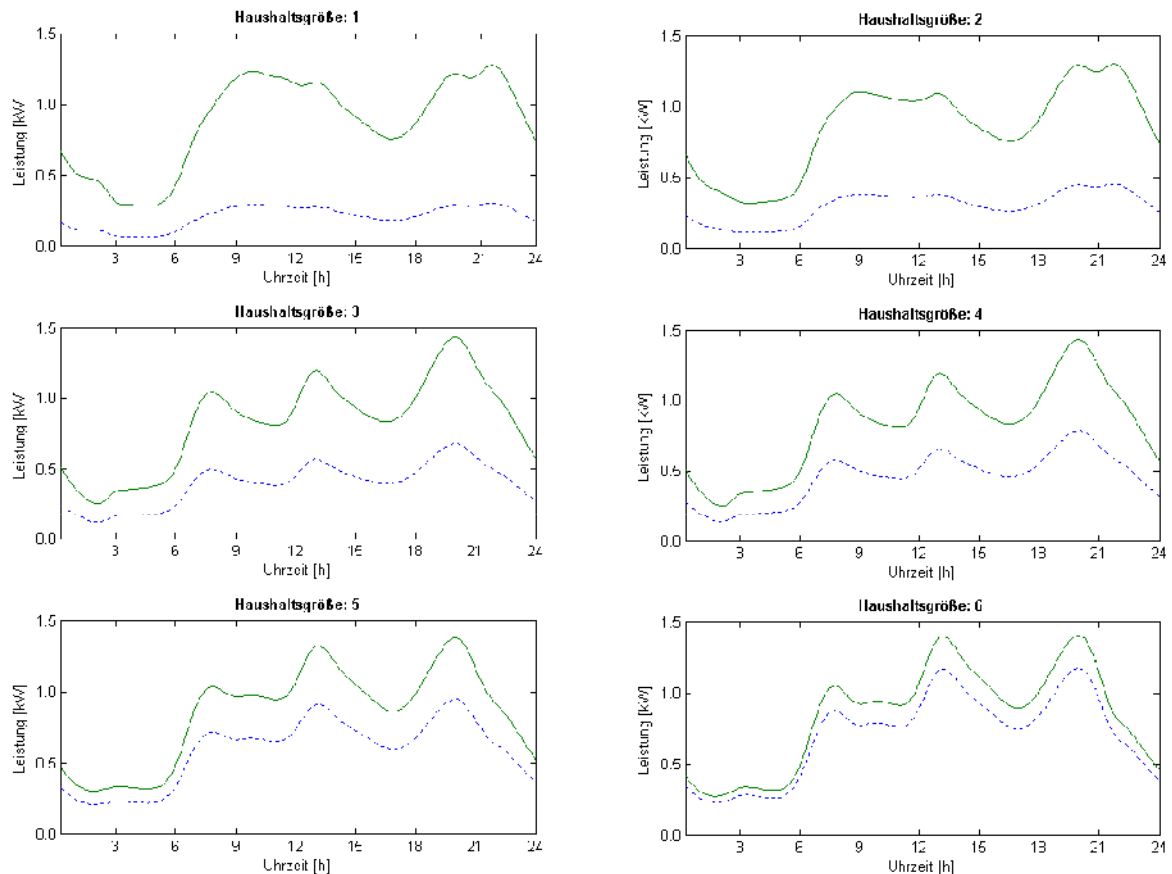 Haushaltsgröße: 1
1.5
1.0
0.5
0.0
Leistung [kW
3 6 9 12 15 18 21 24
Uhrzeit [h]
Haushaltsgröße: 2
1.5
1.0
0.5
0.0
Leistung [kW]
3 6 9 12 15 18 21 24
Uhrzeit [h]
Haushaltsgröße: 3
1.5
1.0
0.5
0.0
Leistung [kW
3 6 9 12 15 18 21 24
Uhrzeit [h]
Haushaltsgröße: 4
1.5
1.0
0.5
0.0
Leistung [kW]
3 6 9 12 15 18 21 24
Uhrzeit [h]
Haushaltsgröße: 5
1.5
1.0
0.5
0.0
Leistung [kW
3 6 9 12 15 18 21 24
Uhrzeit [h]
Haushaltsgröße: 6
1.5
1.0
0.5
0.0
Leistung [kW]
3 6 9 12 15 18 21 24
Uhrzeit [h]